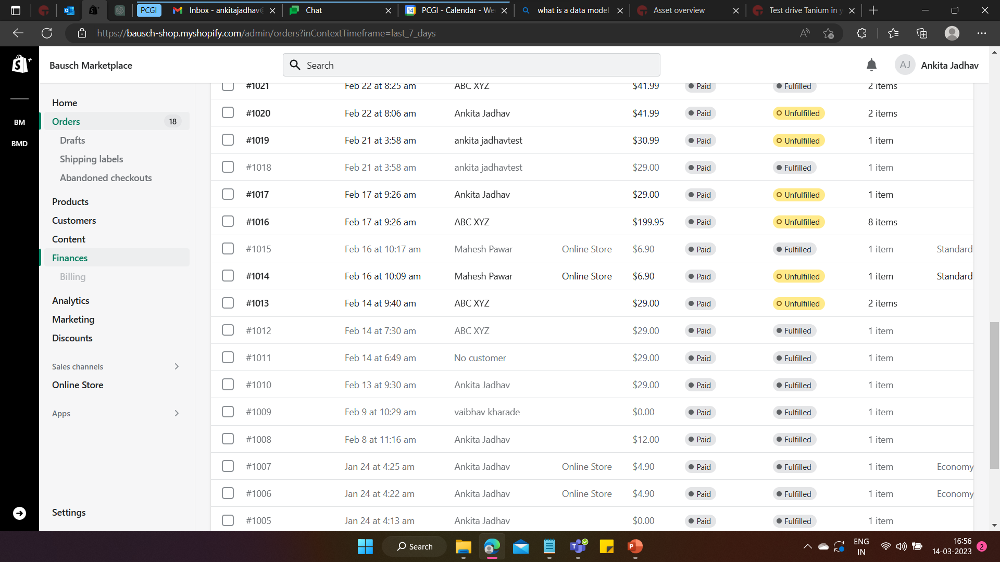 PCGI
Inbox - ankitajadhav@
Chat
14
PCGI - Calendar - We
what is a data model
Asset overview
Test drive Tanium in y
https://bausch-shop.myshopify.com/admin/orders?inContextTimeframe=last_7_days
Bausch Marketplace
Search
AJ
Ankita Jadhav
BM
BMD
Home
Orders
18
Drafts
Shipping labels
Abandoned checkouts
Products
Customers
Content
Finances
Billing
Analytics
Marketing
Discounts
Sales channels
Online Store
Apps
Settings
#1021 Feb 22 at 8:25 am ABC XYZ $41.99 Paid Fulfilled 2 items
#1020 Feb 22 at 8:06 am Ankita Jadhav $41.99 Paid Unfulfilled 2 items
#1019 Feb 21 at 3:58 am ankita jadhavtest $30.99 Paid Unfulfilled 1 item
#1018 Feb 21 at 3:58 am ankita jadhavtest $29.00 Paid Fulfilled 1 item
#1017 Feb 17 at 9:26 am Ankita Jadhav $29.00 Paid Unfulfilled 1 item
#1016 Feb 17 at 9:26 am ABC XYZ $199.95 Paid Unfulfilled 8 items
#1015 Feb 16 at 10:17 am Mahesh Pawar Online Store $6.90 Paid Fulfilled 1 item Standard
#1014 Feb 16 at 10:09 am Mahesh Pawar Online Store $6.90 Paid Unfulfilled 1 item Standard
#1013 Feb 14 at 9:40 am ABC XYZ $29.00 Paid Unfulfilled 2 items
#1012 Feb 14 at 7:30 am ABC XYZ $29.00 Paid Fulfilled 1 item
#1011 Feb 14 at 6:49 am No customer $29.00 Paid Fulfilled 1 item
#1010 Feb 13 at 9:30 am Ankita Jadhav $29.00 Paid Fulfilled 1 item
#1009 Feb 9 at 10:29 am vaibhav kharade $0.00 Paid Fulfilled 1 item
#1008 Feb 8 at 11:16 am Ankita Jadhav $12.00 Paid Fulfilled 1 item
#1007 Jan 24 at 4:25 am Ankita Jadhav Online Store $4.90 Paid Fulfilled 1 item Economy
#1006 Jan 24 at 4:22 am Ankita Jadhav Online Store $4.90 Paid Fulfilled 1 item Economy
#1005 Jan 24 at 4:13 am Ankita Jadhav $0.00 Paid Fulfilled 1 item
Search
ENG
IN
16:56
14-03-2023
2